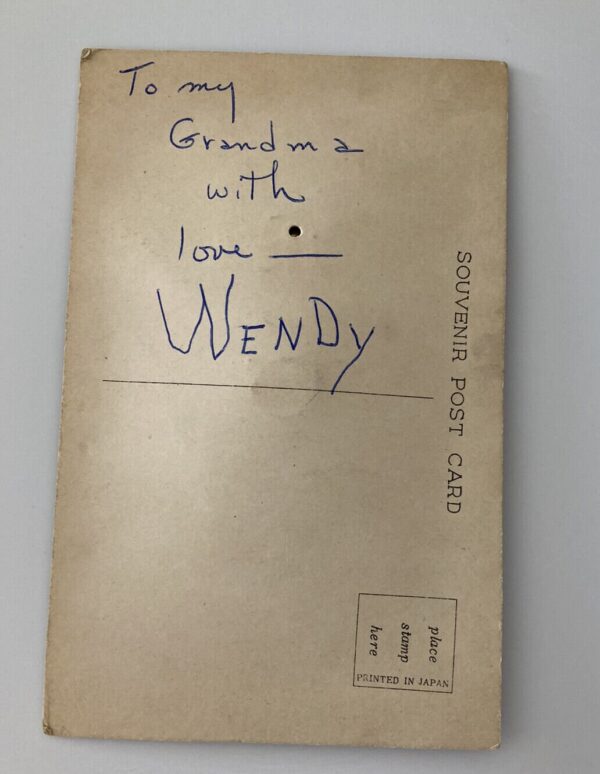 To my
Grandma
with
love —
WENDY
SOUVENIR POST CARD
place
stamp
here
PRINTED IN JAPAN